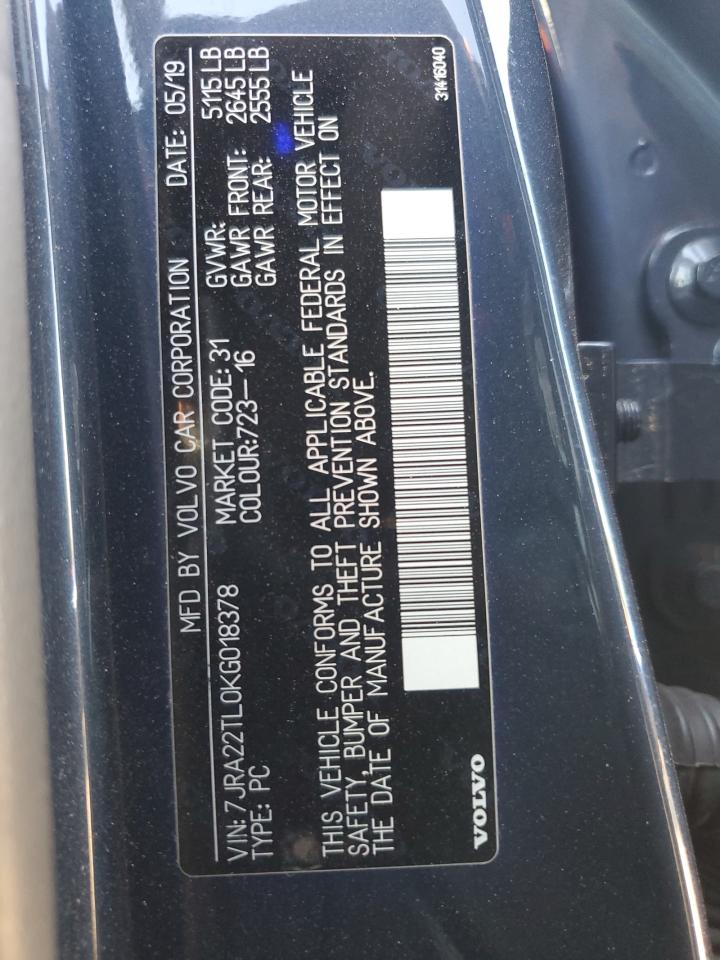 MFD BY VOLVO CAR CORPORATION DATE: 05/19
VIN: 7JRA22TL0KG018378 MARKET CODE: 31 GVWR: 5115 LB
TYPE: PC COLOUR:723-16 GAWR FRONT: 2645 LB
GAWR REAR: 2555 LB
THIS VEHICLE CONFORMS TO ALL APPLICABLE FEDERAL MOTOR VEHICLE
SAFETY, BUMPER AND THEFT PREVENTION STANDARDS IN EFFECT ON
THE DATE OF MANUFACTURE SHOWN ABOVE.
VOLVO
31416040